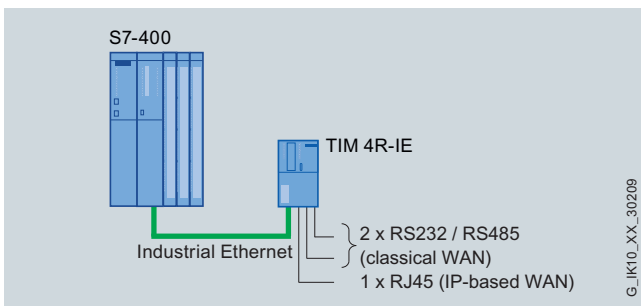 S7-400
TIM 4R-IE
Industrial Ethernet
2 x RS232 / RS485
(classical WAN)
1 x RJ45 (IP-based WAN)
G_IK10_XX_30209